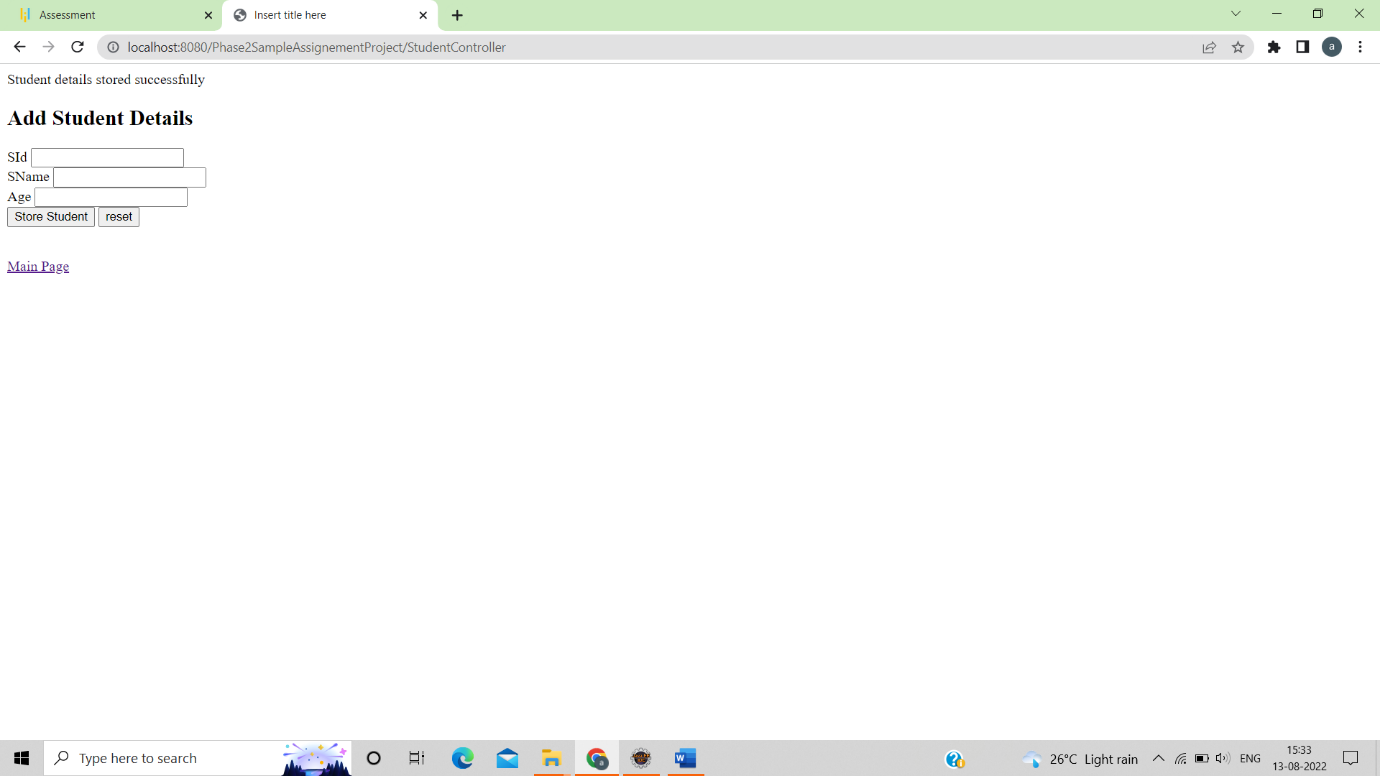 Assessment
Insert title here
localhost:8080/Phase2SampleAssignementProject/StudentController
a
Student details stored successfully
Add Student Details
SId
SName
Age
Store Student reset
Main Page
Type here to search
26°C Light rain
ENG
15:33
13-08-2022